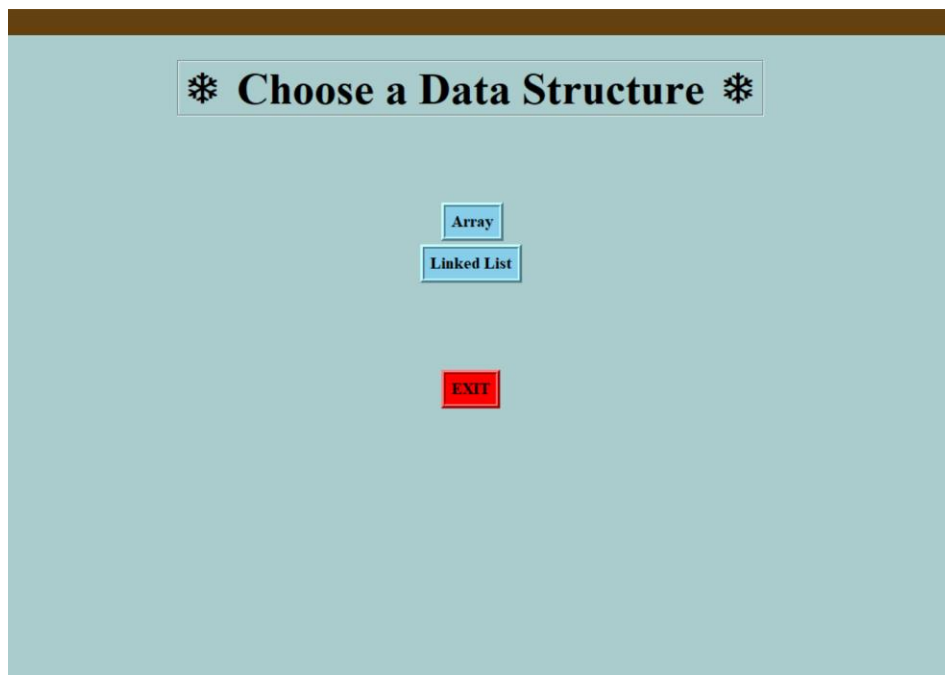 ❄ Choose a Data Structure ❄
Array
Linked List
EXIT